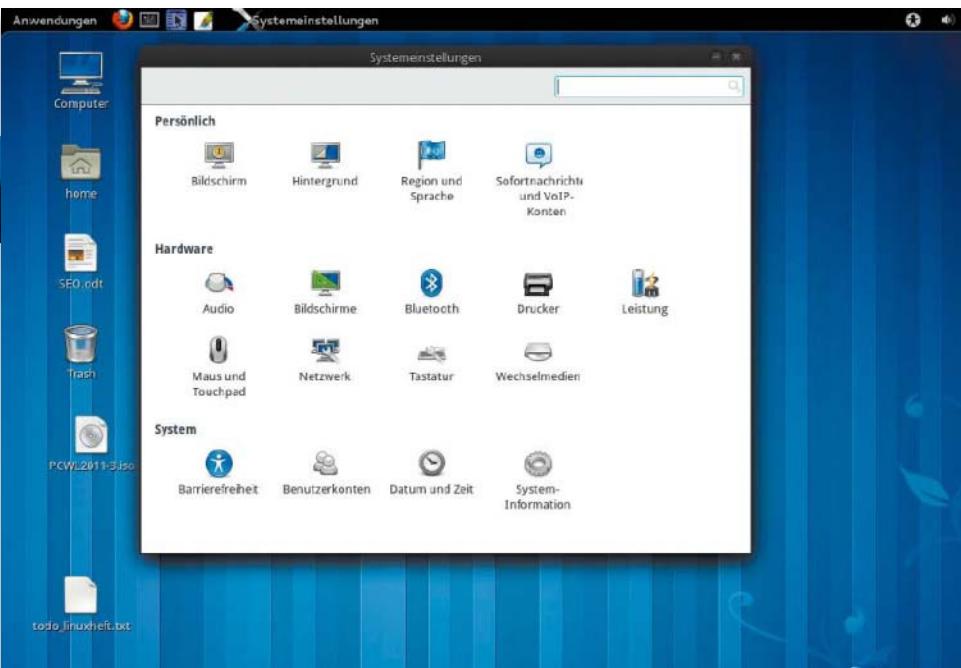 Anwendungen Systemeinstellungen
Systemeinstellungen
Computer
home
SEO.odt
Trash
PCWL2011-3.iso
todo_linuxheft.txt
Persönlich
Bildschirm
Hintergrund
Region und
Sprache
Sofortnachrichte
und VoIP-
Konten
Hardware
Audio
Bildschirme
Bluetooth
Drucker
Leistung
Maus und
Touchpad
Netzwerk
Tastatur
Wechselmedien
System
Barrierefreiheit
Benutzerkonten
Datum und Zeit
System-
Information